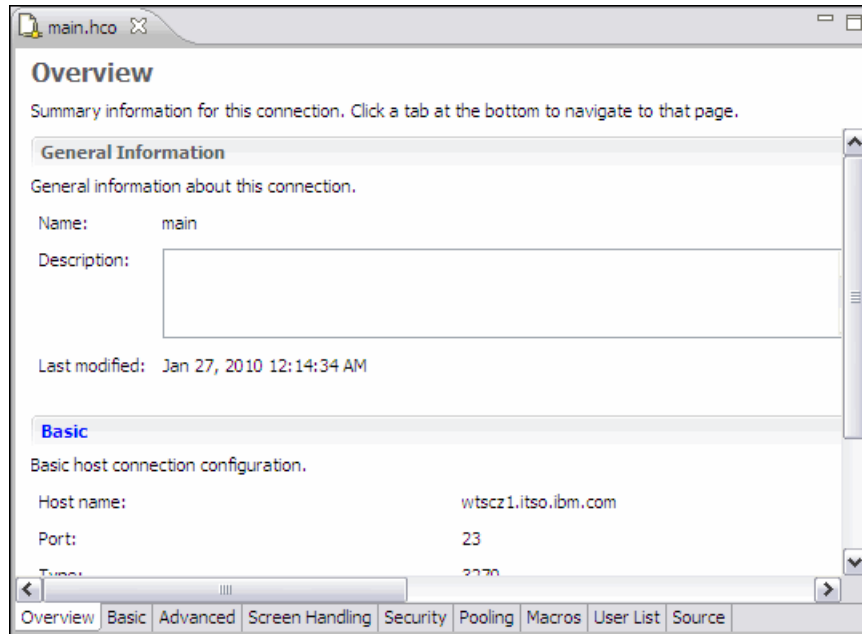 main.hco
Overview
Summary information for this connection. Click a tab at the bottom to navigate to that page.
General Information
General information about this connection.
Name: main
Description:
Last modified: Jan 27, 2010 12:14:34 AM
Basic
Basic host connection configuration.
Host name: wtscz1.itso.ibm.com
Port: 23
Type: 3270
Overview Basic Advanced Screen Handling Security Pooling Macros User List Source